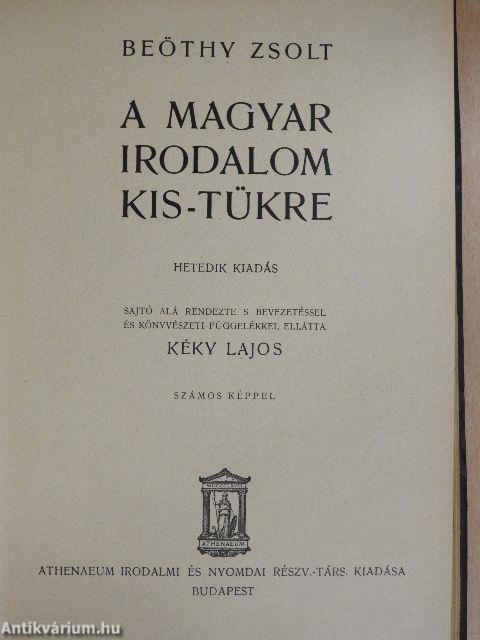 BEÖTHY ZSOLT
A MAGYAR
IRODALOM
KIS-TÜKRE
HETEDIK KIADÁS
SAJTÓ ALÁ RENDEZTE S BEVEZETÉSSEL
ÉS KÖNYVÉSZETI FÜGGELÉKKEL ELLÁTTA
KÉKY LAJOS
SZÁMOS KÉPPEL
ATHENAEUM
ATHENAEUM IRODALMI ÉS NYOMDAI RÉSZV.-TÁRS. KIADÁSA
BUDAPEST
Antikvárium.hu